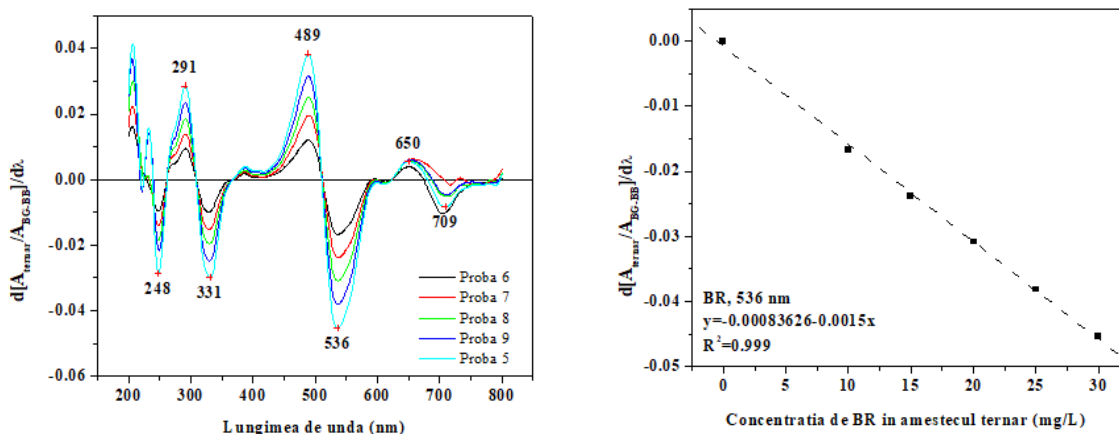 d[A_ternar/A_BG-BB]/dλ
0.04
0.02
0.00
-0.02
-0.04
-0.06
291
489
650
248
331
536
709
Proba 6
Proba 7
Proba 8
Proba 9
Proba 5
200 300 400 500 600 700 800
Lungimea de unda (nm)
d[A_ternar/A_BG-BB]/dλ
0.00
-0.01
-0.02
-0.03
-0.04
-0.05
BR, 536 nm
y=-0.00083626-0.0015x
R²=0.999
0 5 10 15 20 25 30
Concentratia de BR in amestecul ternar (mg/L)